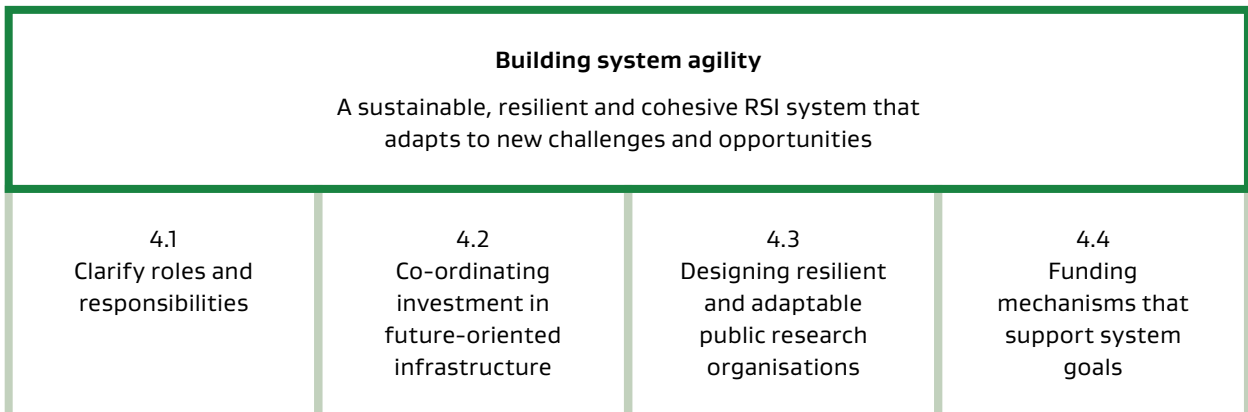 Building system agility
A sustainable, resilient and cohesive RSI system that
adapts to new challenges and opportunities
4.1
Clarify roles and
responsibilities
4.2
Co-ordinating
investment in
future-oriented
infrastructure
4.3
Designing resilient
and adaptable
public research
organisations
4.4
Funding
mechanisms that
support system
goals